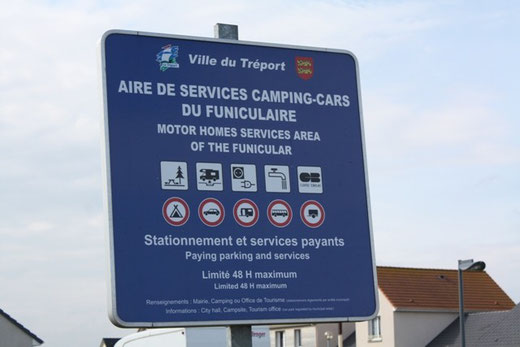 Ville du Tréport
AIRE DE SERVICES CAMPING-CARS
DU FUNICULAIRE
MOTOR HOMES SERVICES AREA
OF THE FUNICULAR
Stationnement et services payants
Paying parking and services
Limité 48 H maximum
Limited 48 H maximum
Renseignements : Mairie, Camping ou Office de Tourisme
Informations : City hall, Campsite, Tourism office